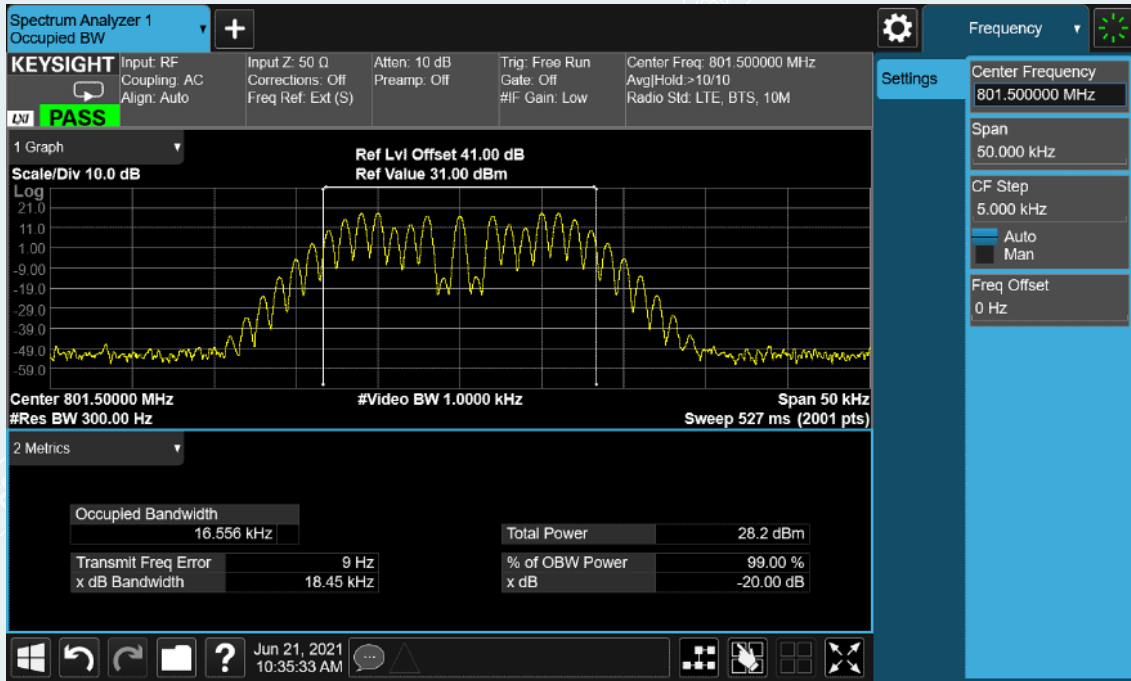 Spectrum Analyzer 1
Occupied BW
Frequency
KEYSIGHT
LXI
PASS
Input: RF
Coupling: AC
Align: Auto
Input Z: 50 Ω
Corrections: Off
Freq Ref: Ext (S)
Atten: 10 dB
Preamp: Off
Trig: Free Run
Gate: Off
#IF Gain: Low
Center Freq: 801.500000 MHz
Avg|Hold:>10/10
Radio Std: LTE, BTS, 10M
Settings
Center Frequency
801.500000 MHz
Span
50.000 kHz
CF Step
5.000 kHz
Auto
Man
Freq Offset
0 Hz
1 Graph
Scale/Div 10.0 dB
Ref Lvl Offset 41.00 dB
Ref Value 31.00 dBm
Log
21.0
11.0
1.00
-9.00
-19.0
-29.0
-39.0
-49.0
-59.0
Center 801.50000 MHz
#Video BW 1.0000 kHz
Span 50 kHz
#Res BW 300.00 Hz
Sweep 527 ms (2001 pts)
2 Metrics
Occupied Bandwidth
16.556 kHz
Total Power 28.2 dBm
Transmit Freq Error 9 Hz
% of OBW Power 99.00 %
x dB Bandwidth 18.45 kHz
x dB -20.00 dB
?
Jun 21, 2021
10:35:33 AM